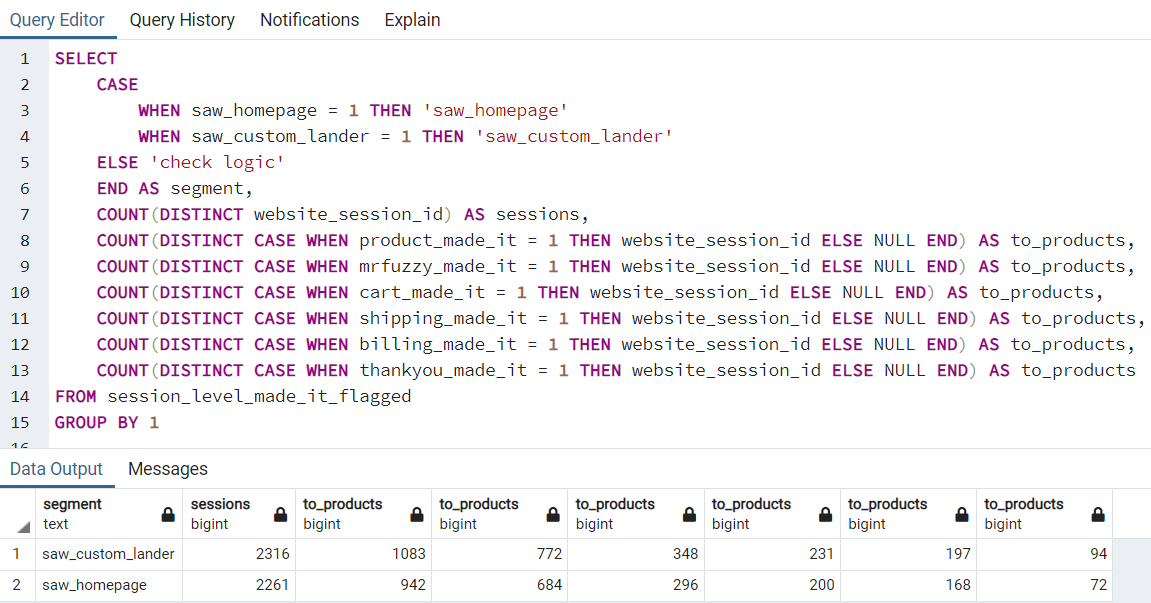 Query Editor Query History Notifications Explain
1 SELECT
2 CASE
3 WHEN saw_homepage = 1 THEN 'saw_homepage'
4 WHEN saw_custom_lander = 1 THEN 'saw_custom_lander'
5 ELSE 'check logic'
6 END AS segment,
7 COUNT(DISTINCT website_session_id) AS sessions,
8 COUNT(DISTINCT CASE WHEN product_made_it = 1 THEN website_session_id ELSE NULL END) AS to_products,
9 COUNT(DISTINCT CASE WHEN mrfuzzy_made_it = 1 THEN website_session_id ELSE NULL END) AS to_products,
10 COUNT(DISTINCT CASE WHEN cart_made_it = 1 THEN website_session_id ELSE NULL END) AS to_products,
11 COUNT(DISTINCT CASE WHEN shipping_made_it = 1 THEN website_session_id ELSE NULL END) AS to_products,
12 COUNT(DISTINCT CASE WHEN billing_made_it = 1 THEN website_session_id ELSE NULL END) AS to_products,
13 COUNT(DISTINCT CASE WHEN thankyou_made_it = 1 THEN website_session_id ELSE NULL END) AS to_products
14 FROM session_level_made_it_flagged
15 GROUP BY 1
16
Data Output Messages
segment sessions to_products to_products to_products to_products to_products to_products
text bigint bigint bigint bigint bigint bigint bigint
1 saw_custom_lander 2316 1083 772 348 231 197 94
2 saw_homepage 2261 942 684 296 200 168 72